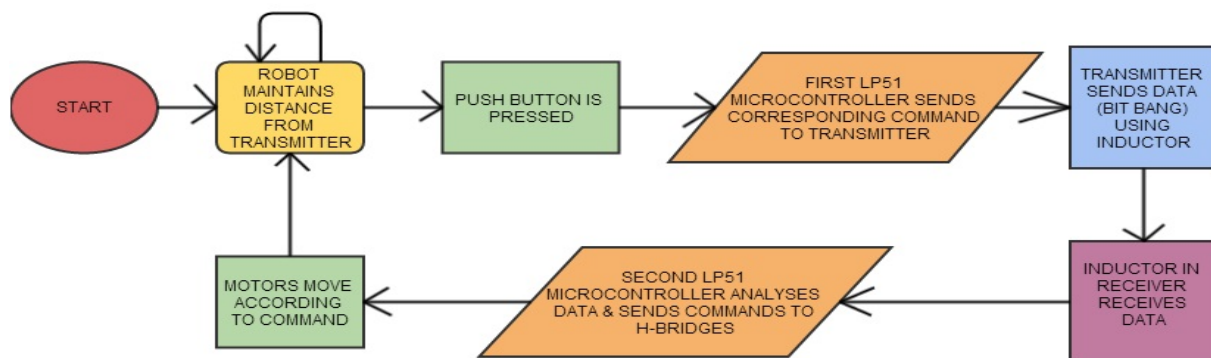 START
ROBOT
MAINTAINS
DISTANCE
FROM
TRANSMITTER
PUSH BUTTON IS
PRESSED
FIRST LP51
MICROCONTROLLER SENDS
CORRESPONDING COMMAND
TO TRANSMITTER
TRANSMITTER
SENDS DATA
(BIT BANG)
USING
INDUCTOR
INDUCTOR IN
RECEIVER
RECEIVES
DATA
SECOND LP51
MICROCONTROLLER ANALYSES
DATA & SENDS COMMANDS TO
H-BRIDGES
MOTORS MOVE
ACCORDING
TO COMMAND